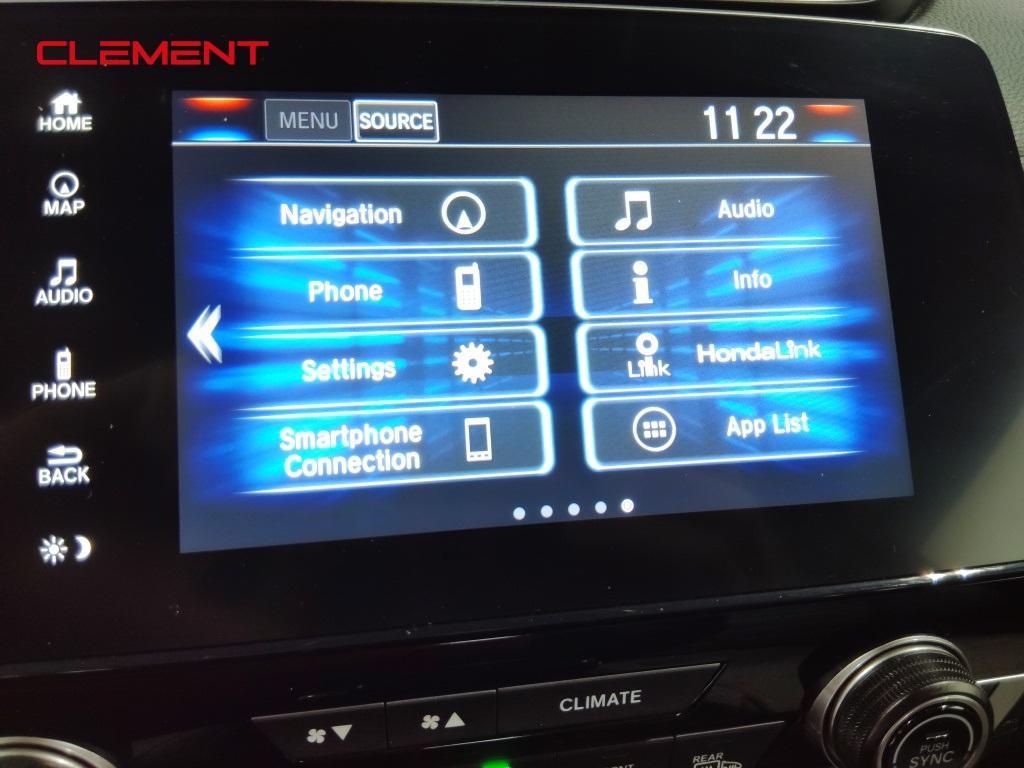 CLEMENT
HOME
MAP
AUDIO
PHONE
BACK
MENU
SOURCE
11 22
Navigation
Audio
Phone
Info
Settings
Link
HondaLink
Smartphone
Connection
App List
CLIMATE
REAR
PUSH
SYNC